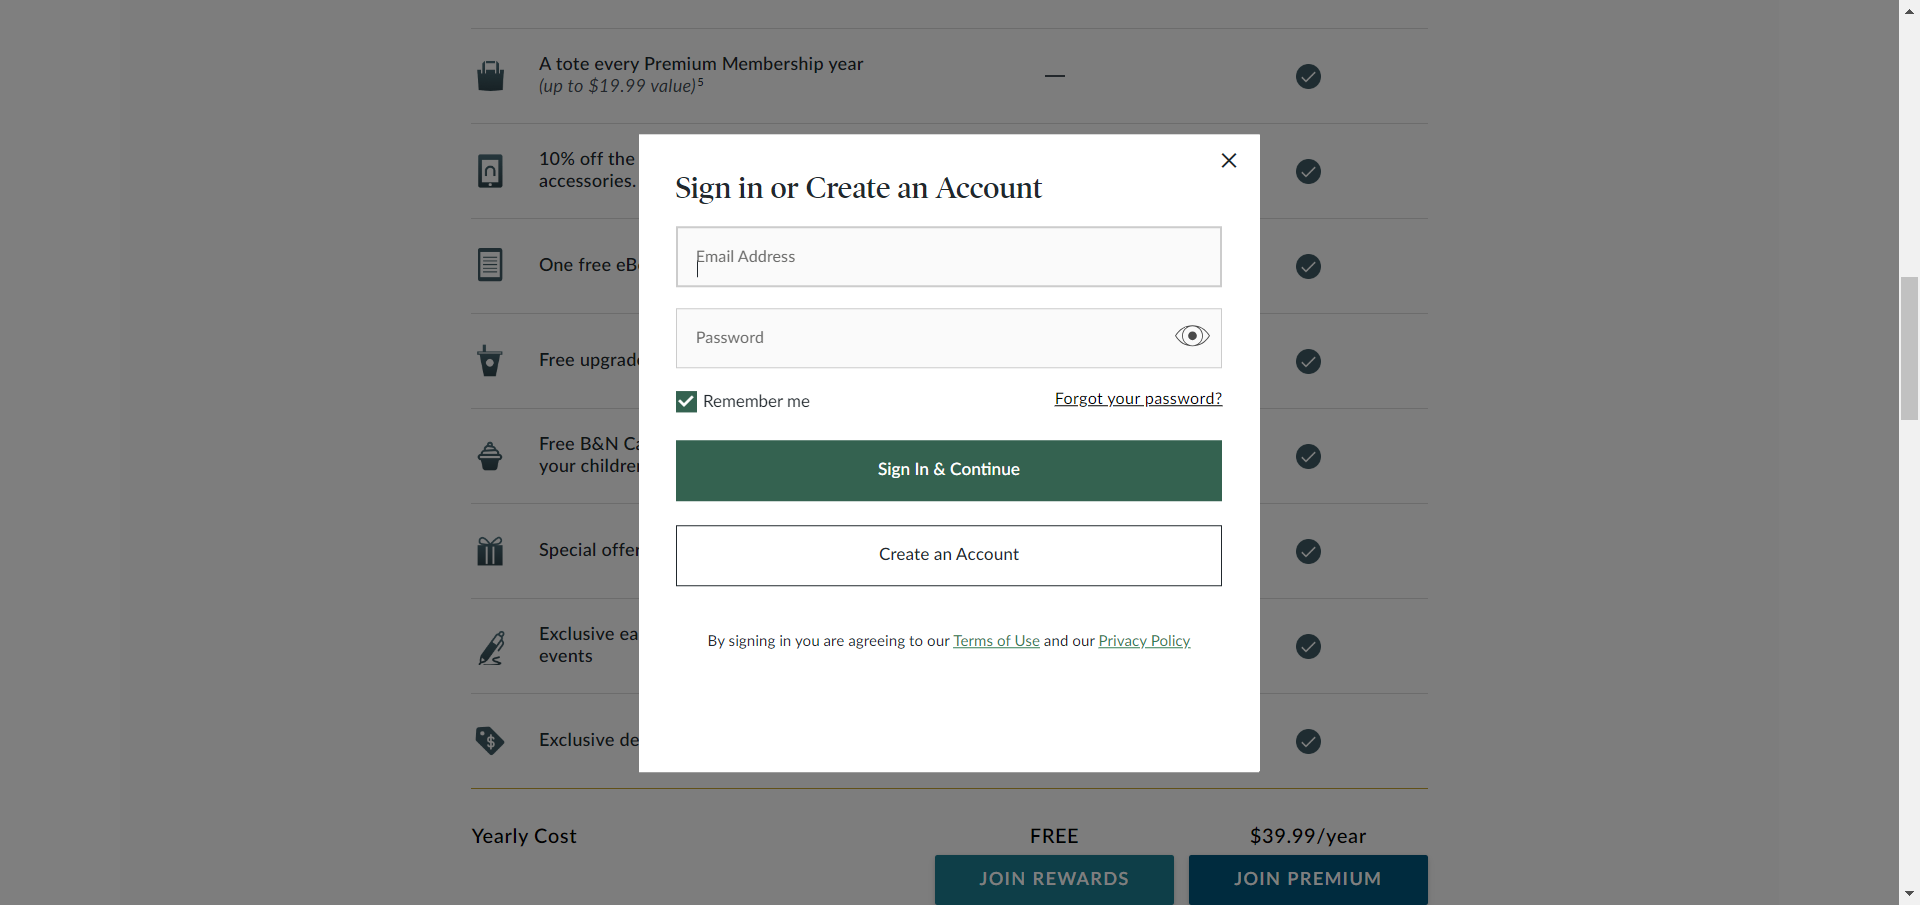 A tote every Premium Membership year
(up to $19.99 value)5
10% off the
accessories.
One free eB
Free upgrad
Free B&N Ca
your childre
Special offer
Exclusive ea
events
Exclusive de
Sign in or Create an Account
Email Address
Password
Remember me
Forgot your password?
Sign In & Continue
Create an Account
By signing in you are agreeing to our Terms of Use and our Privacy Policy
Yearly Cost
FREE
$39.99/year
JOIN REWARDS
JOIN PREMIUM